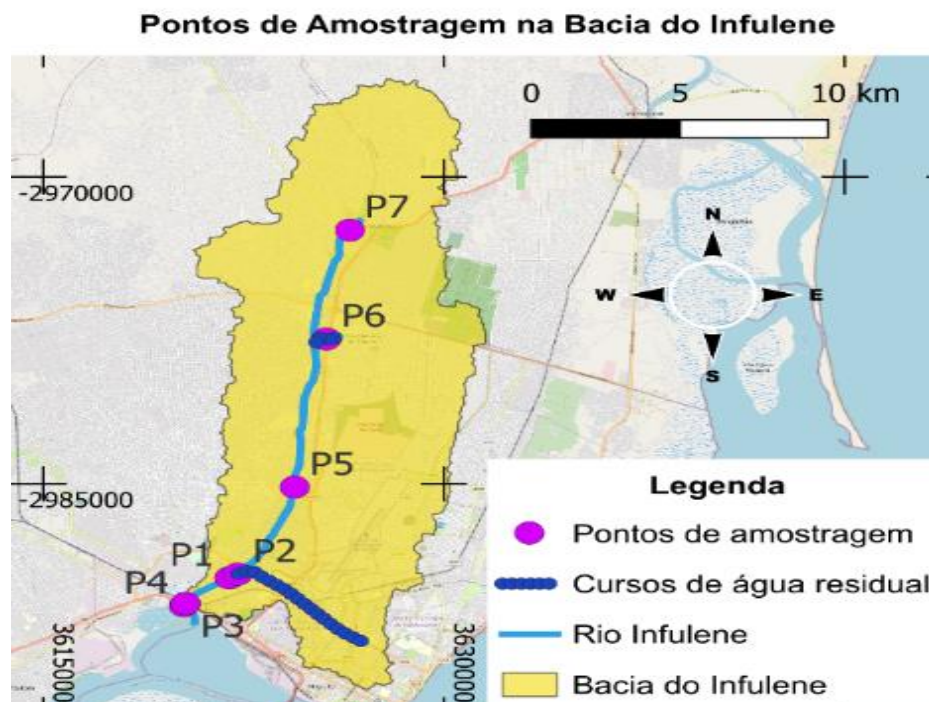 Pontos de Amostragem na Bacia do Infulene
0 5 10 km
-2970000
P7
N
W E
S
P6
P5
-2985000
P1 P2
P4
P3
3615000
3630000
Legenda
Pontos de amostragem
Cursos de água residual
Rio Infulene
Bacia do Infulene